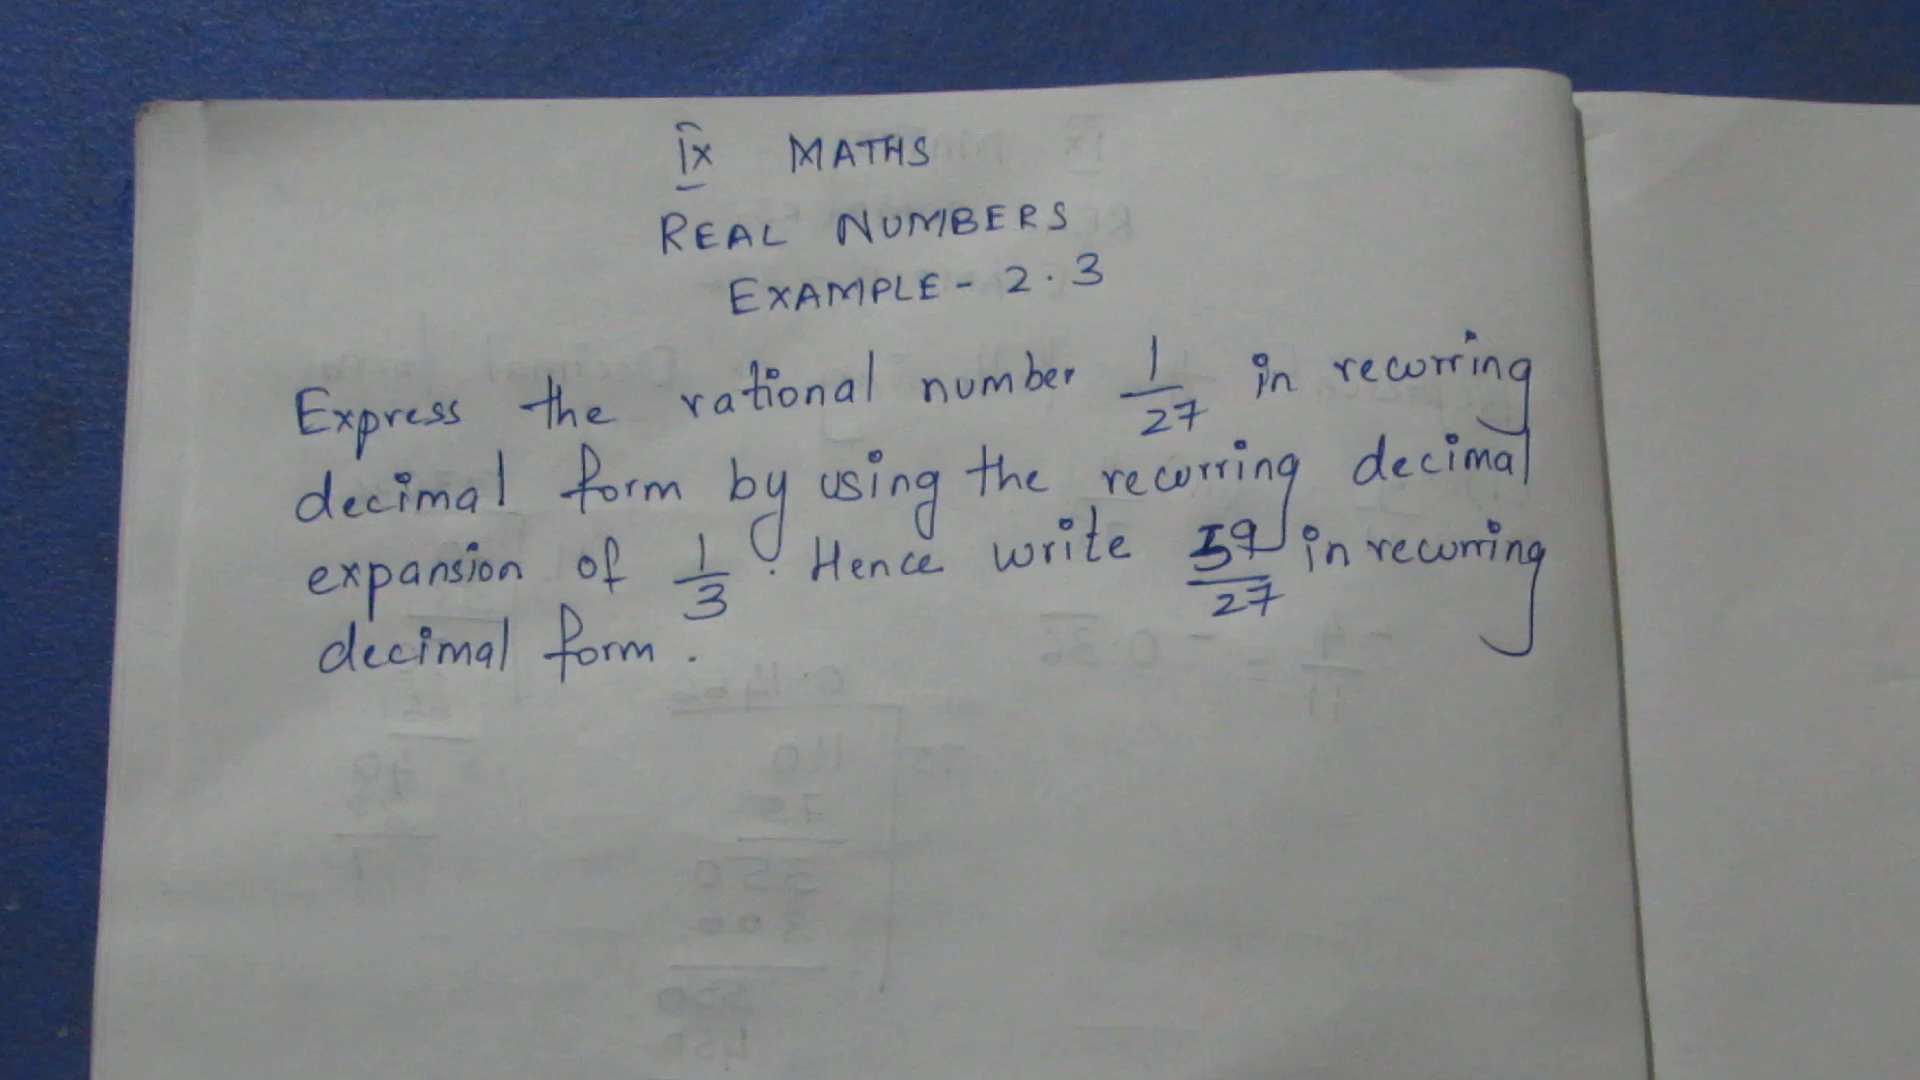 IX MATHS
REAL NUMBERS
EXAMPLE - 2.3
Express the rational number 1/27 in recurring
decimal form by using the recurring decimal
expansion of 1/3. Hence write 59/27 in recurring
decimal form.